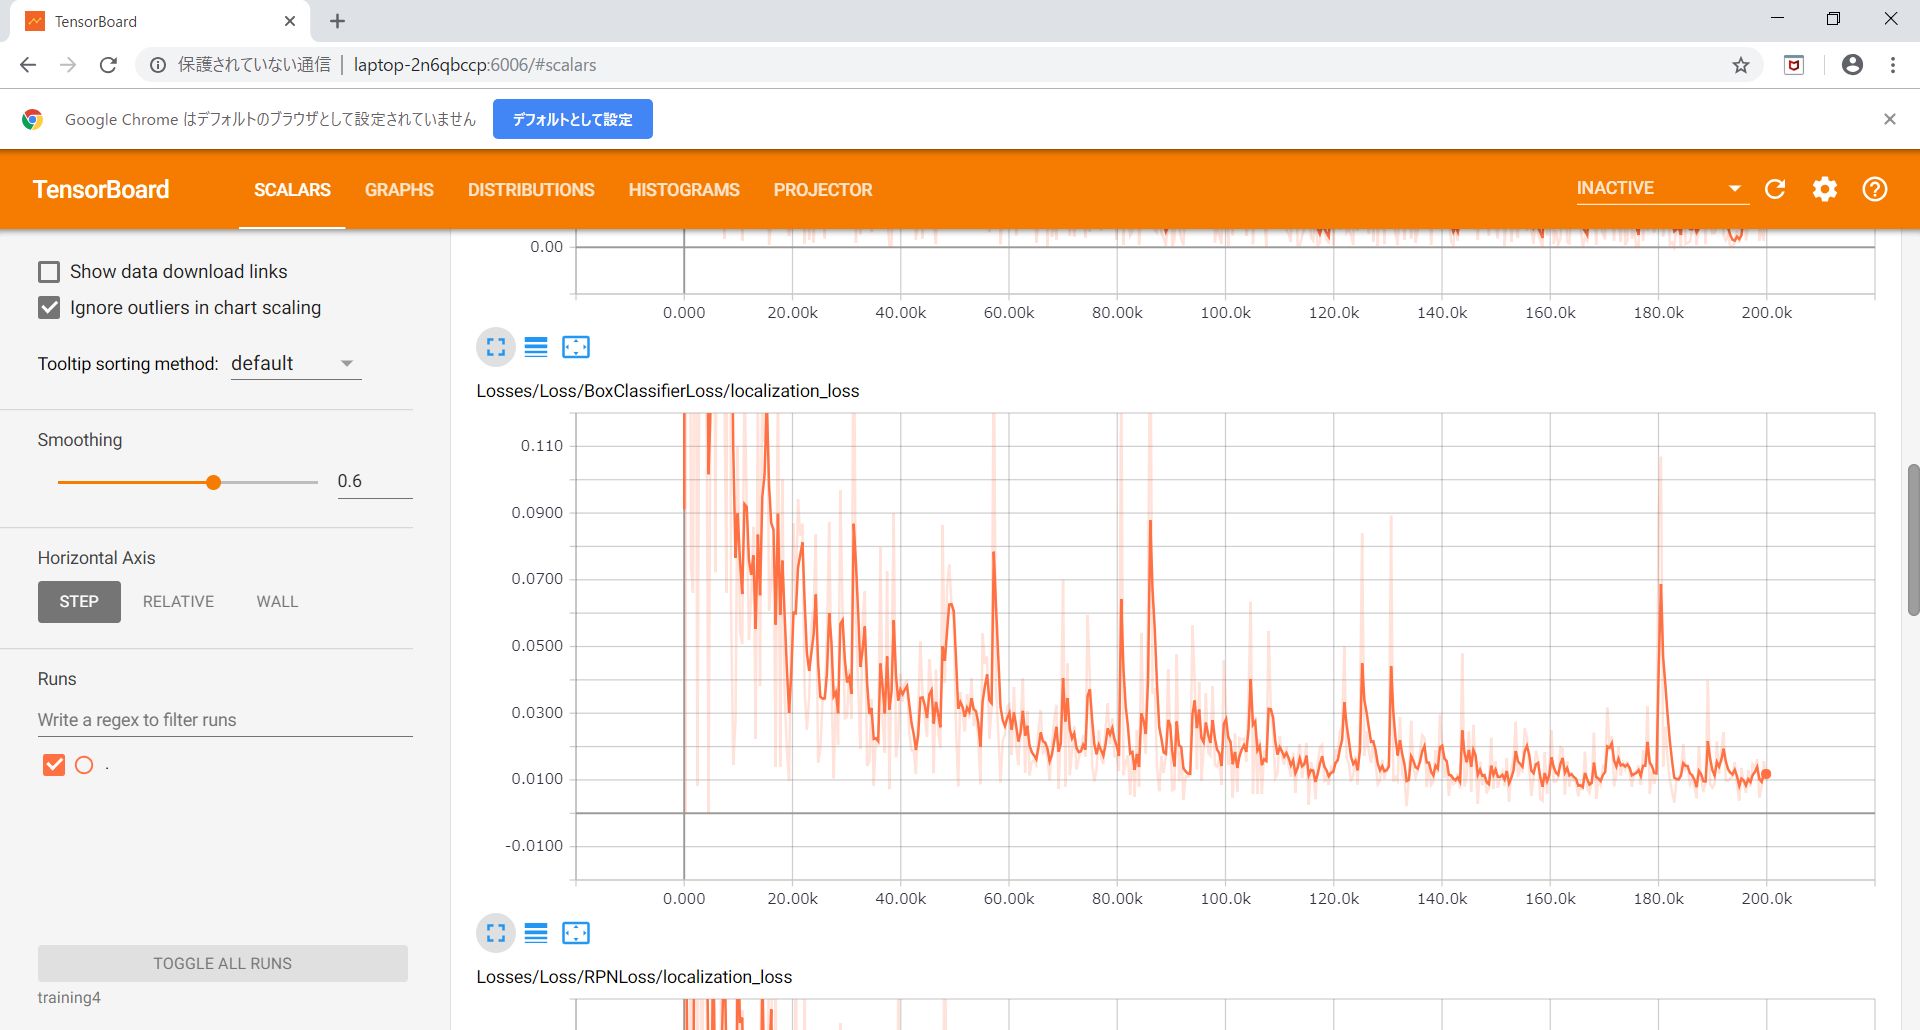 TensorBoard
保護されていない通信 | laptop-2n6qbccp:6006/#scalars
Google Chrome はデフォルトのブラウザとして設定されていません デフォルトとして設定
TensorBoard SCALARS GRAPHS DISTRIBUTIONS HISTOGRAMS PROJECTOR INACTIVE
Show data download links
Ignore outliers in chart scaling
Tooltip sorting method: default
Smoothing
0.6
Horizontal Axis
STEP RELATIVE WALL
Runs
Write a regex to filter runs
.
TOGGLE ALL RUNS
training4
0.00
0.000 20.00k 40.00k 60.00k 80.00k 100.0k 120.0k 140.0k 160.0k 180.0k 200.0k
Losses/Loss/BoxClassifierLoss/localization_loss
0.110
0.0900
0.0700
0.0500
0.0300
0.0100
-0.0100
0.000 20.00k 40.00k 60.00k 80.00k 100.0k 120.0k 140.0k 160.0k 180.0k 200.0k
Losses/Loss/RPNLoss/localization_loss